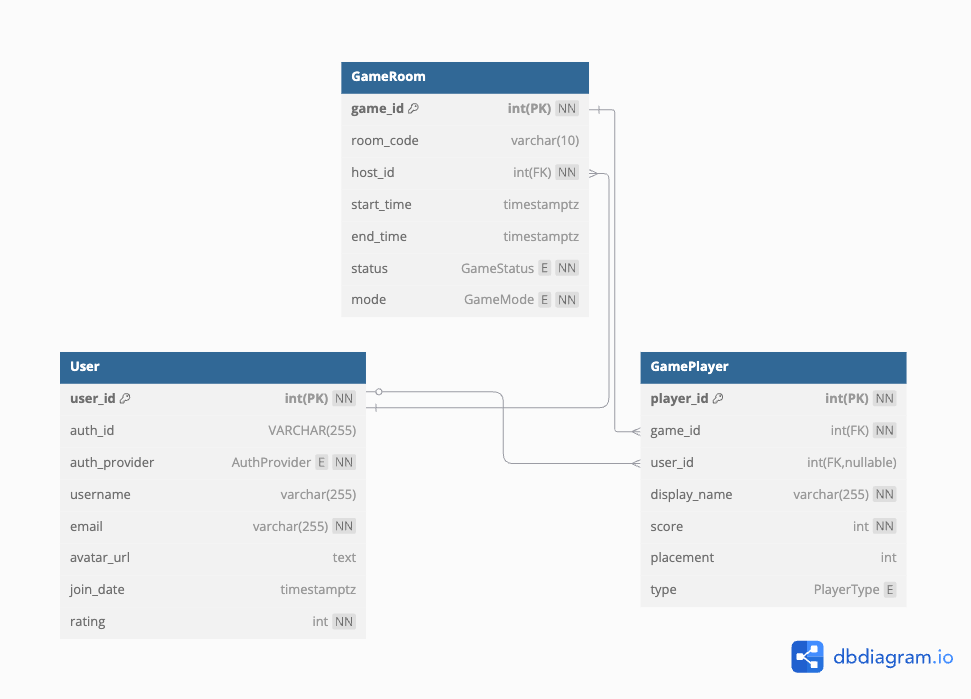 GameRoom
game_id int(PK) NN
room_code varchar(10)
host_id int(FK) NN
start_time timestamptz
end_time timestamptz
status GameStatus E NN
mode GameMode E NN
User
user_id int(PK) NN
auth_id VARCHAR(255)
auth_provider AuthProvider E NN
username varchar(255)
email varchar(255) NN
avatar_url text
join_date timestamptz
rating int NN
GamePlayer
player_id int(PK) NN
game_id int(FK) NN
user_id int(FK,nullable)
display_name varchar(255) NN
score int NN
placement int
type PlayerType E
dbdiagram.io